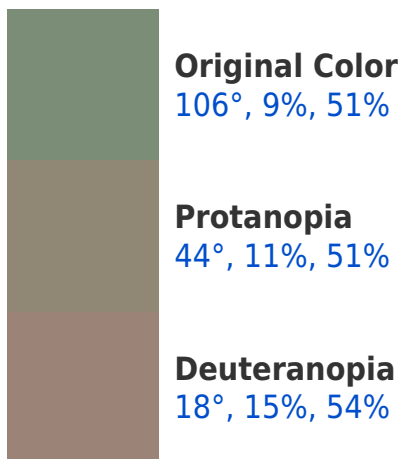 Original Color
106°, 9%, 51%
Protanopia
44°, 11%, 51%
Deuteranopia
18°, 15%, 54%